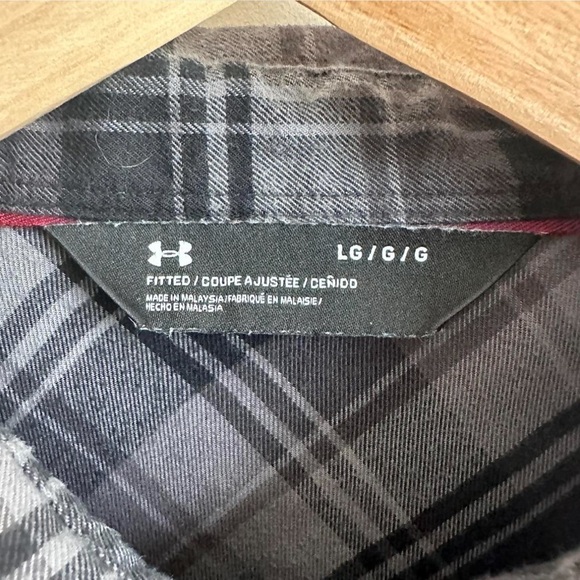 LG / G / G
FITTED / COUPE AJUSTÉE / CEÑIDO
MADE IN MALAYSIA/FABRIQUÉ EN MALAISIE/
HECHO EN MALASIA